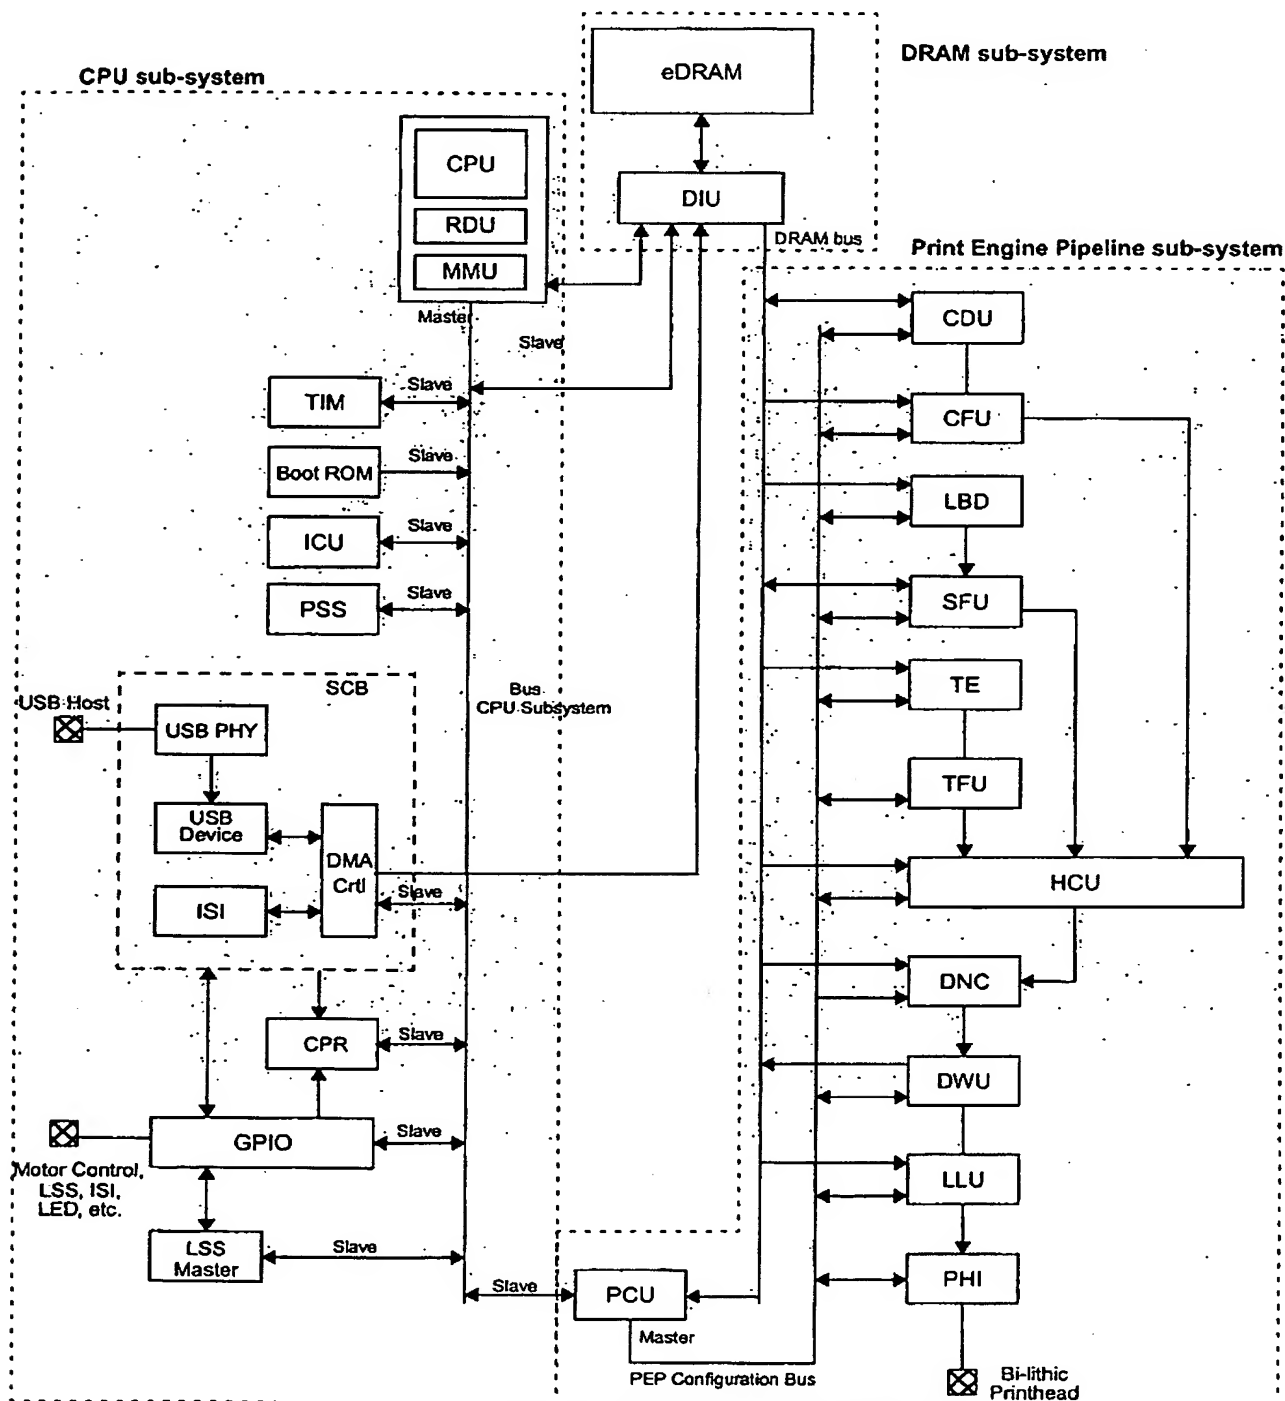 CPU sub-system
DRAM sub-system
eDRAM
CPU
RDU
MMU
Master
DIU
DRAM bus
Print Engine Pipeline sub-system
Slave
TIM
Slave
Boot ROM
Slave
ICU
Slave
PSS
Slave
CDU
CFU
LBD
SFU
TE
TFU
HCU
DNC
DWU
LLU
PHI
Bus
CPU Subsystem
SCB
USB Host
USB PHY
USB
Device
DMA
Crtl
Slave
ISI
CPR
Slave
GPIO
Slave
Motor Control,
LSS, ISI,
LED, etc.
LSS
Master
Slave
Slave
PCU
Master
PEP Configuration Bus
Bi-lithic
Printhead